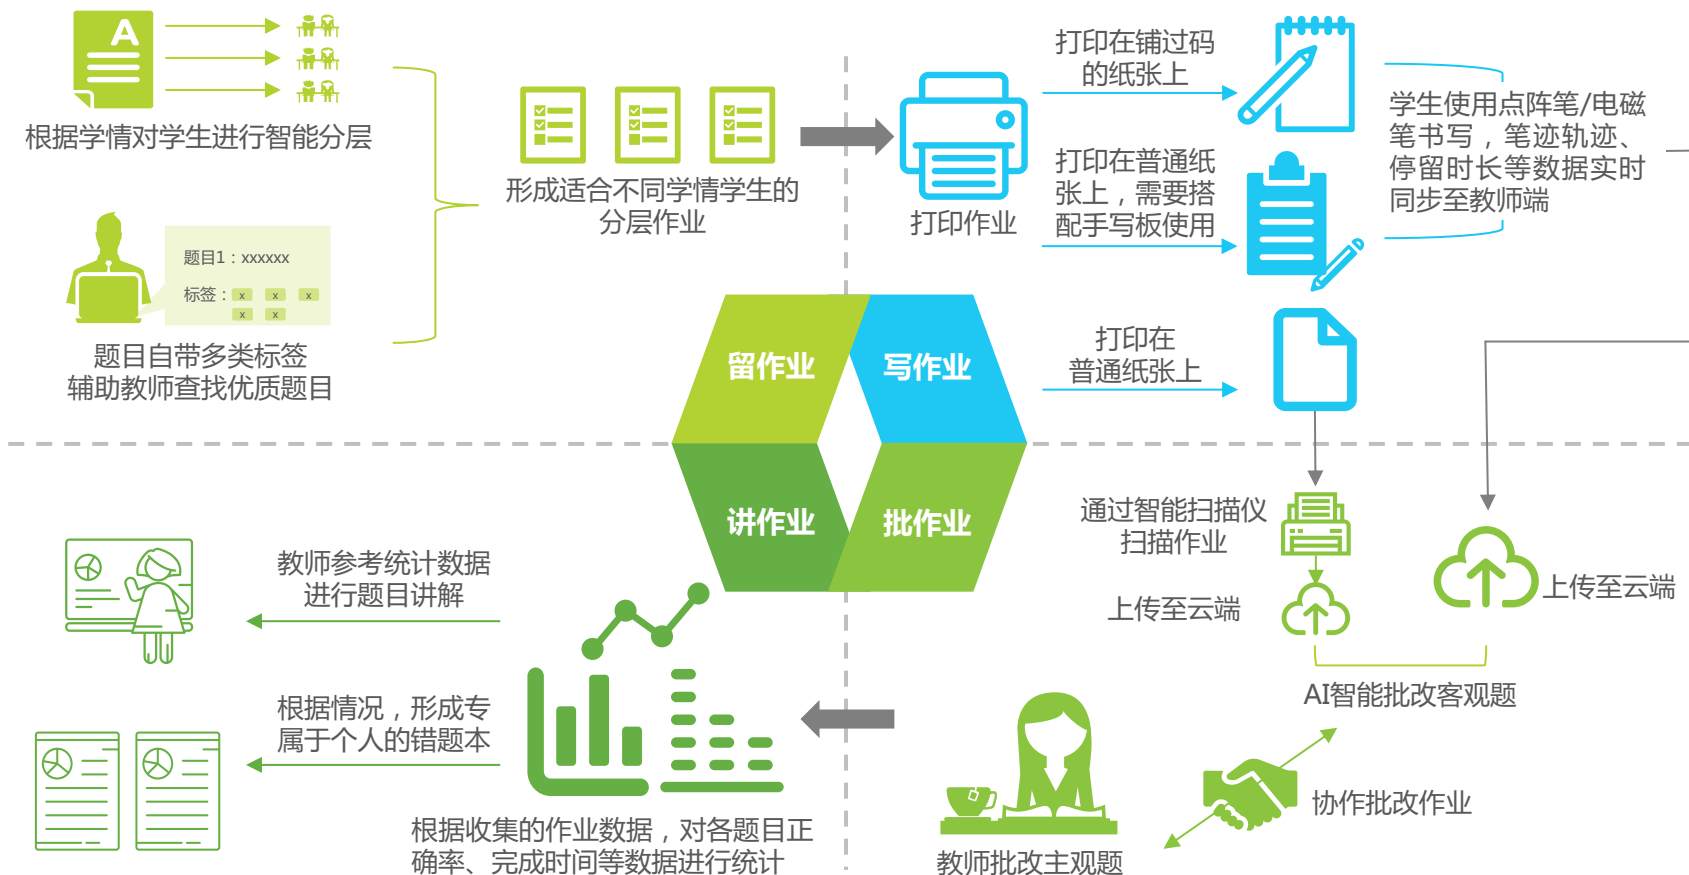 A
根据学情对学生进行智能分层
题目1：xxxxxx
标签：x x x
x x
题目自带多类标签
辅助教师查找优质题目
形成适合不同学情学生的
分层作业
打印作业
打印在铺过码
的纸张上
打印在普通纸
张上，需要搭
配手写板使用
学生使用点阵笔/电磁
笔书写，笔迹轨迹、
停留时长等数据实时
同步至教师端
打印在
普通纸张上
留作业
写作业
讲作业
批作业
通过智能扫描仪
扫描作业
上传至云端
上传至云端
AI智能批改客观题
协作批改作业
教师批改主观题
根据收集的作业数据，对各题目正
确率、完成时间等数据进行统计
教师参考统计数据
进行题目讲解
根据情况，形成专
属于个人的错题本